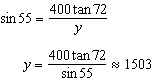 sin 55 = 400 tan 72 / y
y = 400 tan 72 / sin 55 ≈ 1503